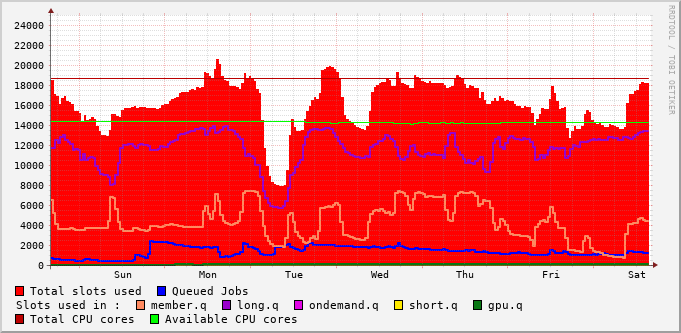 RRDTOOL / TOBI OETIKER
24000
22000
20000
18000
16000
14000
12000
10000
8000
6000
4000
2000
0
Sun Mon Tue Wed Thu Fri Sat
Total slots used Queued Jobs
Slots used in : member.q long.q ondemand.q short.q gpu.q
Total CPU cores Available CPU cores